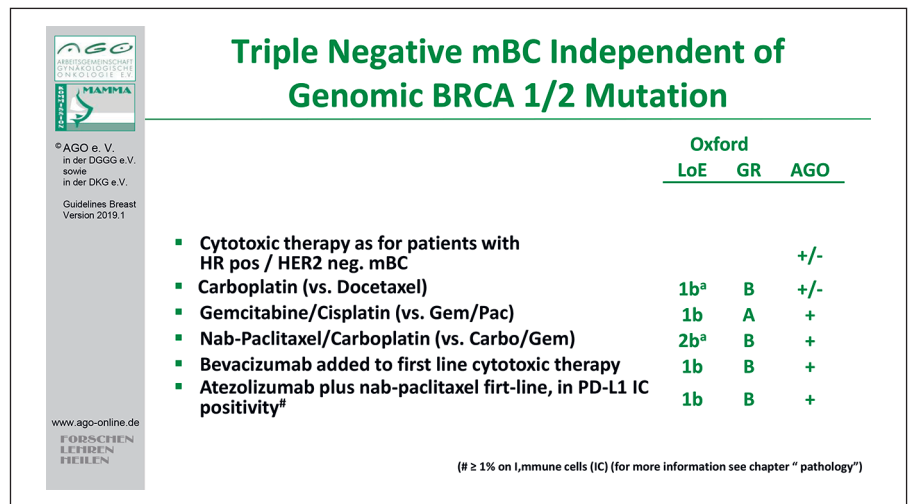 AGO
ARBEITSGEMEINSCHAFT
GYNÄKOLOGISCHE
ONKOLOGIE E.V.
KOMMISSION
MAMMA
© AGO e. V.
in der DGGG e.V.
sowie
in der DKG e.V.
Guidelines Breast
Version 2019.1
www.ago-online.de
FORSCHEN
LEHREN
HEILEN
Triple Negative mBC Independent of
Genomic BRCA 1/2 Mutation
Oxford
LoE GR AGO
▪ Cytotoxic therapy as for patients with
HR pos / HER2 neg. mBC +/-
▪ Carboplatin (vs. Docetaxel) 1bᵃ B +/-
▪ Gemcitabine/Cisplatin (vs. Gem/Pac) 1b A +
▪ Nab-Paclitaxel/Carboplatin (vs. Carbo/Gem) 2bᵃ B +
▪ Bevacizumab added to first line cytotoxic therapy 1b B +
▪ Atezolizumab plus nab-paclitaxel firt-line, in PD-L1 IC
positivity# 1b B +
(# ≥ 1% on I,mmune cells (IC) (for more information see chapter “ pathology”)